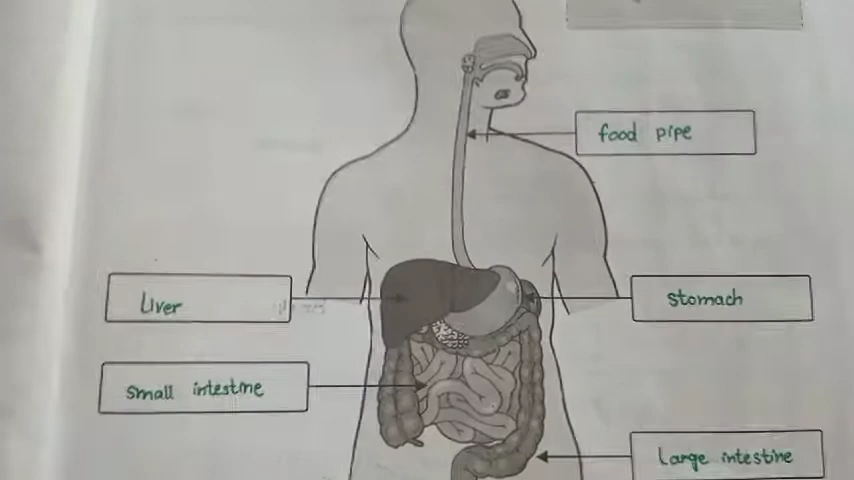 food pipe
Liver
Stomach
Small intestine
Large intestine